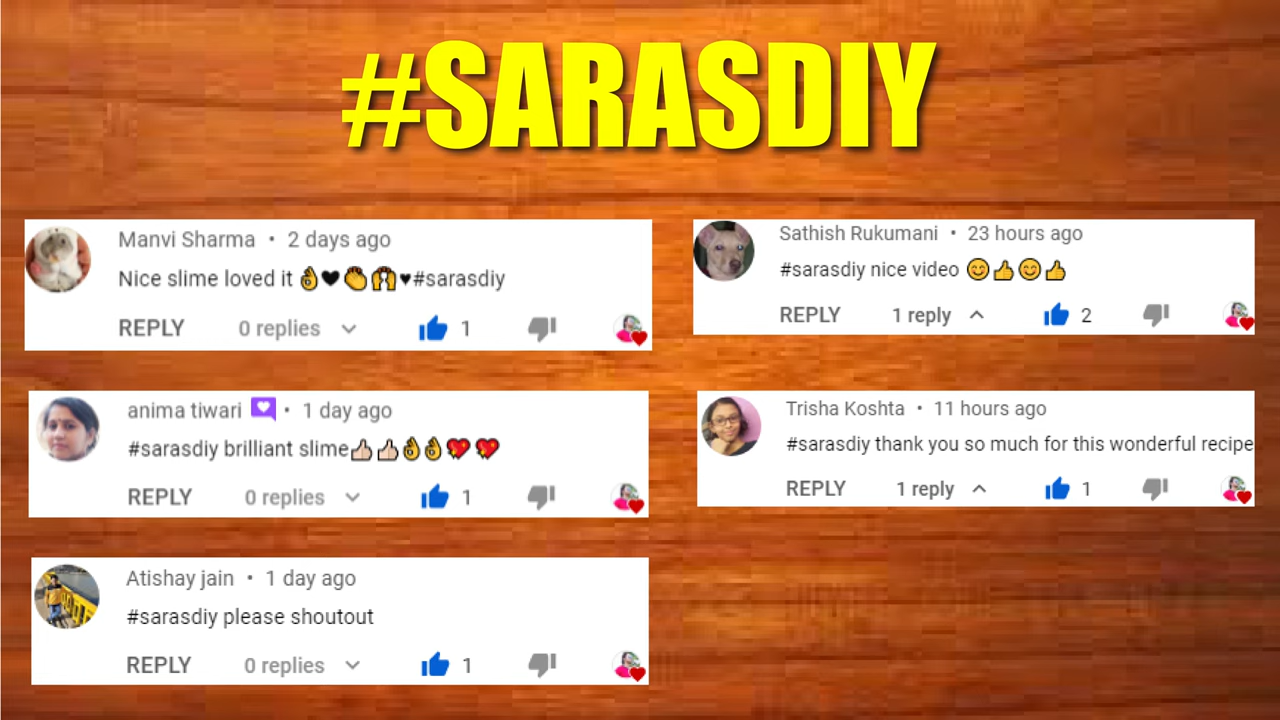 #SARASDIY
Manvi Sharma • 2 days ago
Nice slime loved it 👌🖤👏🙌♥#sarasdiy
REPLY 0 replies 1
anima tiwari • 1 day ago
#sarasdiy brilliant slime👍🏻👍🏻👌👌💖💖
REPLY 0 replies 1
Atishay jain • 1 day ago
#sarasdiy please shoutout
REPLY 0 replies 1
Sathish Rukumani • 23 hours ago
#sarasdiy nice video 😊👍😊👍
REPLY 1 reply 2
Trisha Koshta • 11 hours ago
#sarasdiy thank you so much for this wonderful recipe
REPLY 1 reply 1